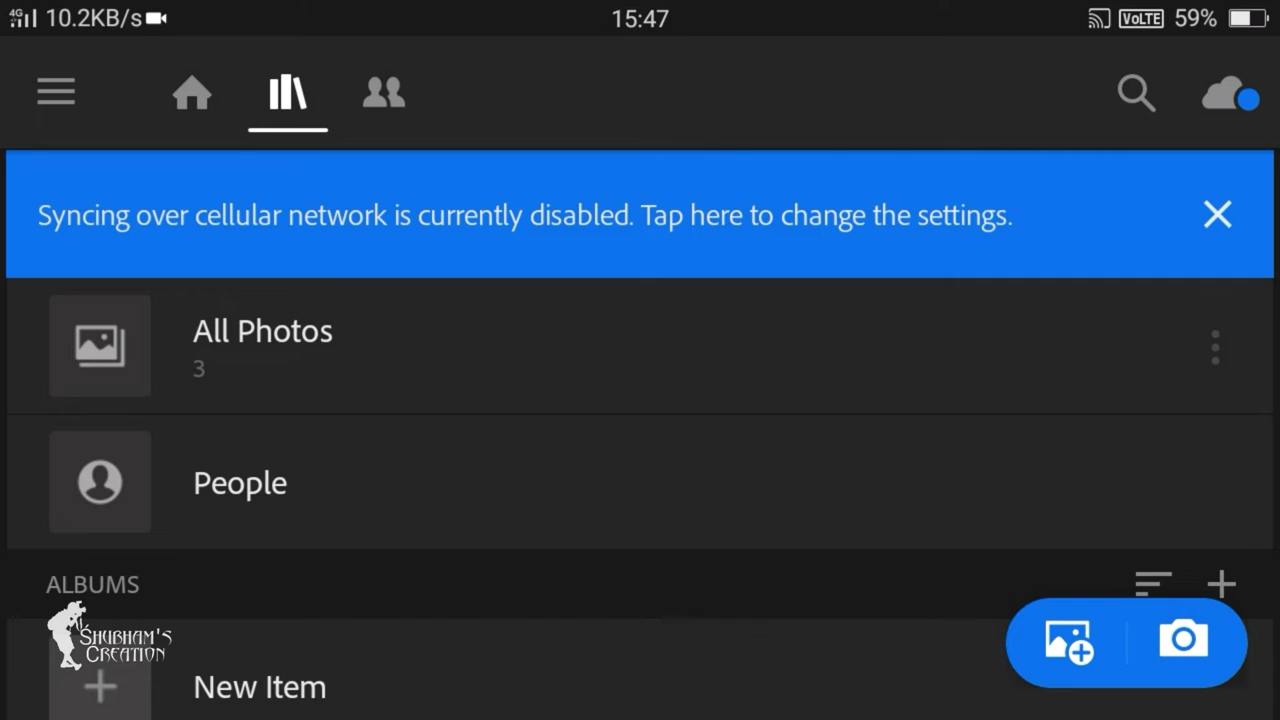 4G 10.2KB/s 15:47 VoLTE 59%
Syncing over cellular network is currently disabled. Tap here to change the settings.
All Photos
3
People
ALBUMS
SHUBHAM'S
CREATION
New Item